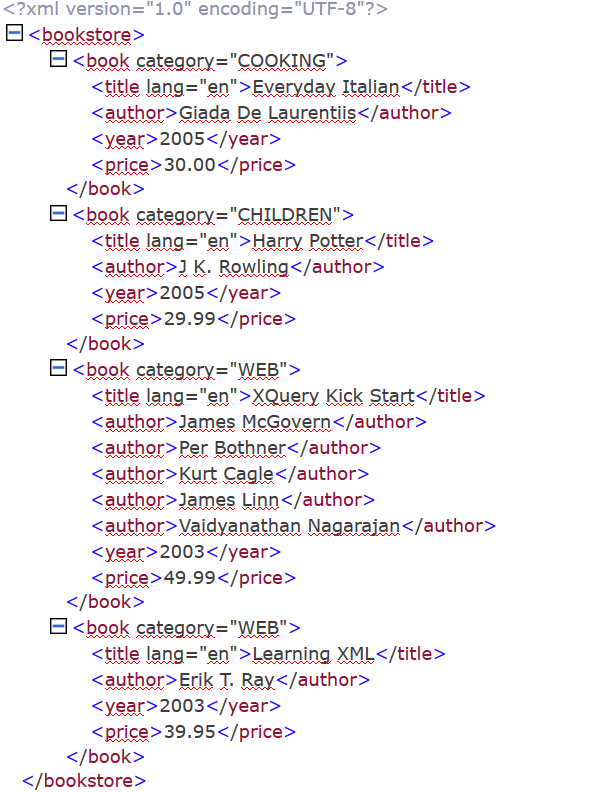 <?xml version="1.0" encoding="UTF-8"?>
<bookstore>
<book category="COOKING">
<title lang="en">Everyday Italian</title>
<author>Giada De Laurentiis</author>
<year>2005</year>
<price>30.00</price>
</book>
<book category="CHILDREN">
<title lang="en">Harry Potter</title>
<author>J K. Rowling</author>
<year>2005</year>
<price>29.99</price>
</book>
<book category="WEB">
<title lang="en">XQuery Kick Start</title>
<author>James McGovern</author>
<author>Per Bothner</author>
<author>Kurt Cagle</author>
<author>James Linn</author>
<author>Vaidyanathan Nagarajan</author>
<year>2003</year>
<price>49.99</price>
</book>
<book category="WEB">
<title lang="en">Learning XML</title>
<author>Erik T. Ray</author>
<year>2003</year>
<price>39.95</price>
</book>
</bookstore>